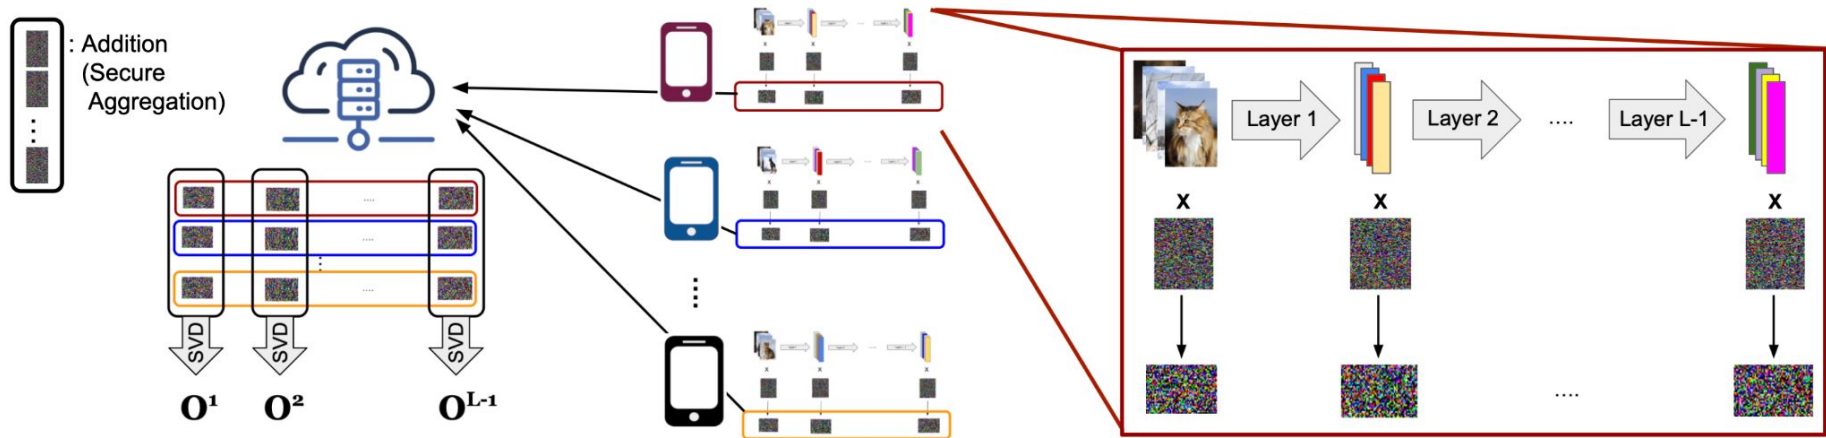 : Addition
(Secure
Aggregation)
....
....
....
SVD
SVD
SVD
O¹
O²
O^{L-1}
x
x
x
x
x
x
x
x
x
Layer 1
Layer 2
....
Layer L-1
x
x
x
....